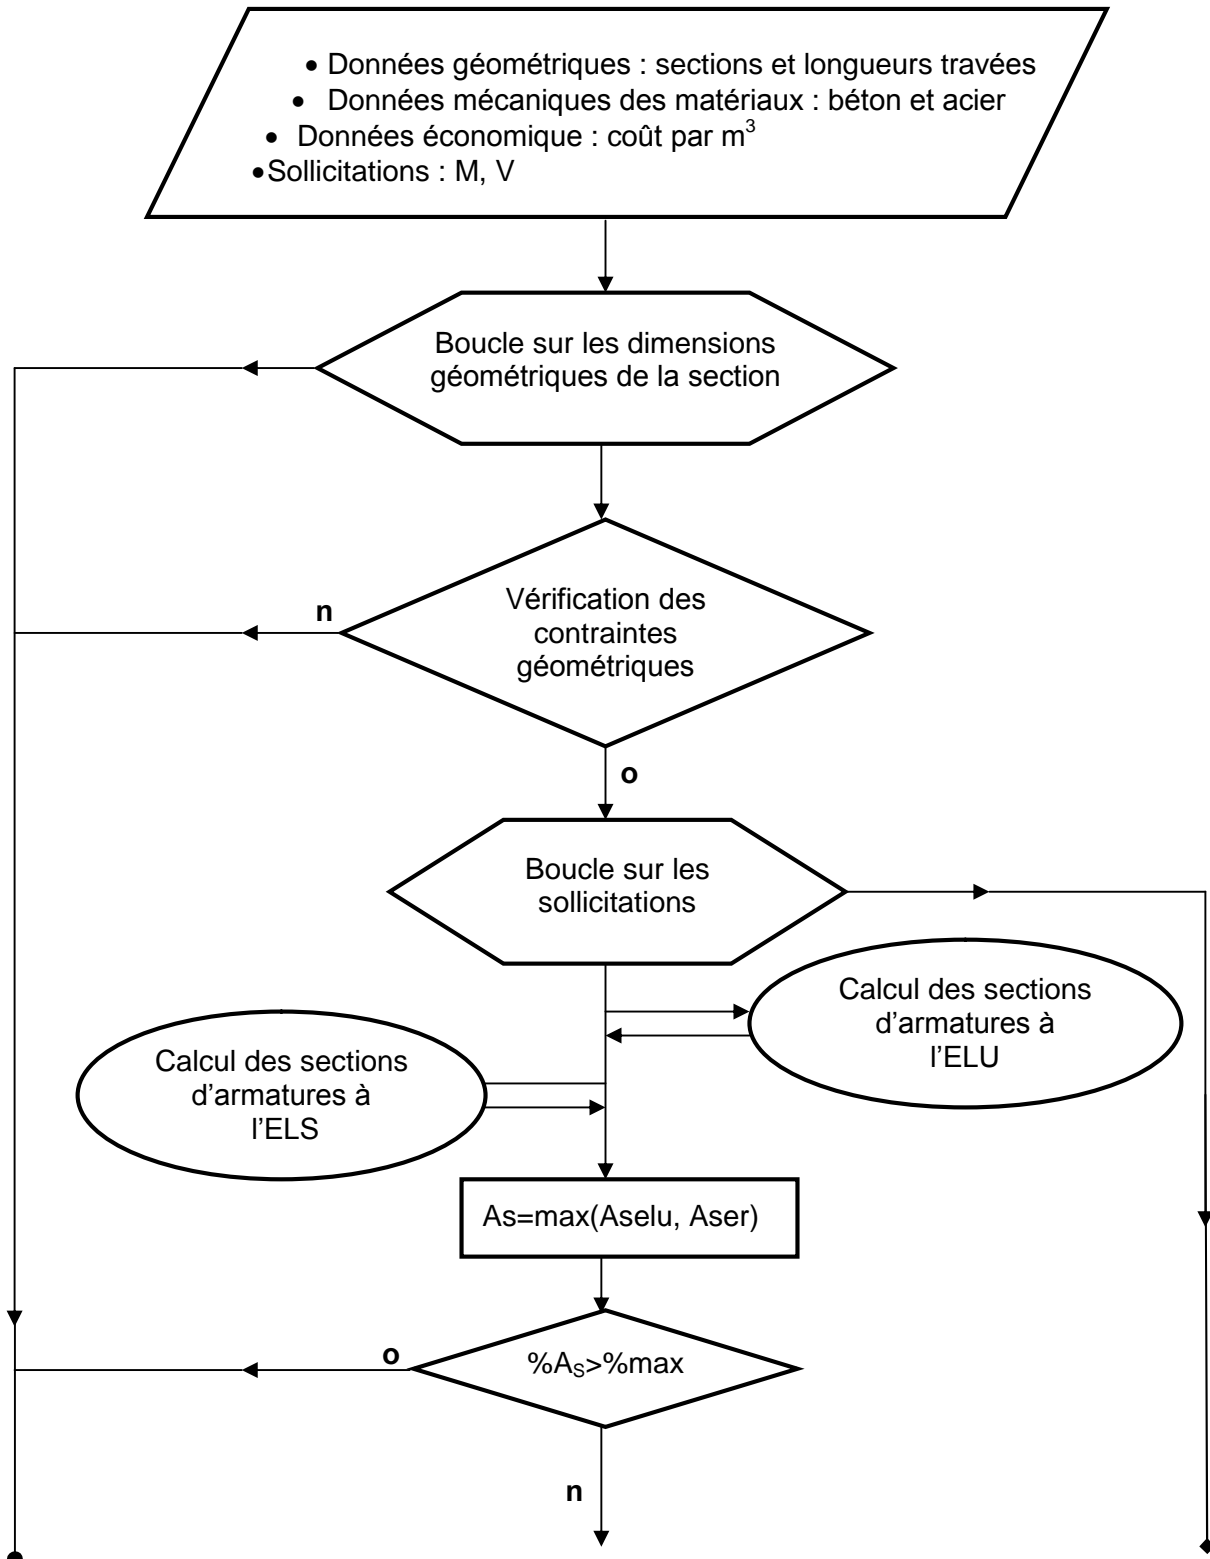 • Données géométriques : sections et longueurs travées
• Données mécaniques des matériaux : béton et acier
• Données économique : coût par m³
•Sollicitations : M, V
Boucle sur les dimensions
géométriques de la section
n
Vérification des
contraintes
géométriques
o
Boucle sur les
sollicitations
Calcul des sections
d’armatures à
l’ELU
Calcul des sections
d’armatures à
l’ELS
As=max(Aselu, Aser)
o
%A_S>%max
n